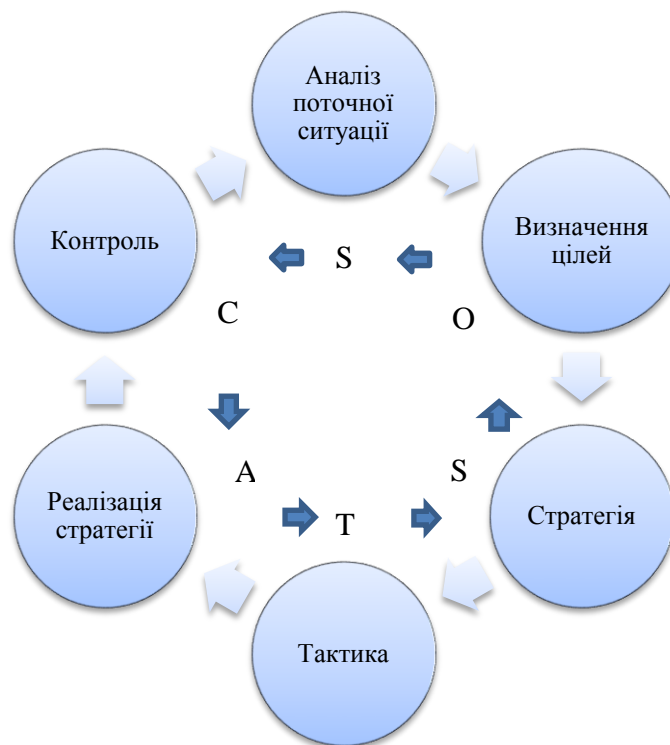 Аналіз
поточної
ситуації
Контроль
Визначення
цілей
S
C
O
A
S
T
Реалізація
стратегії
Стратегія
Тактика